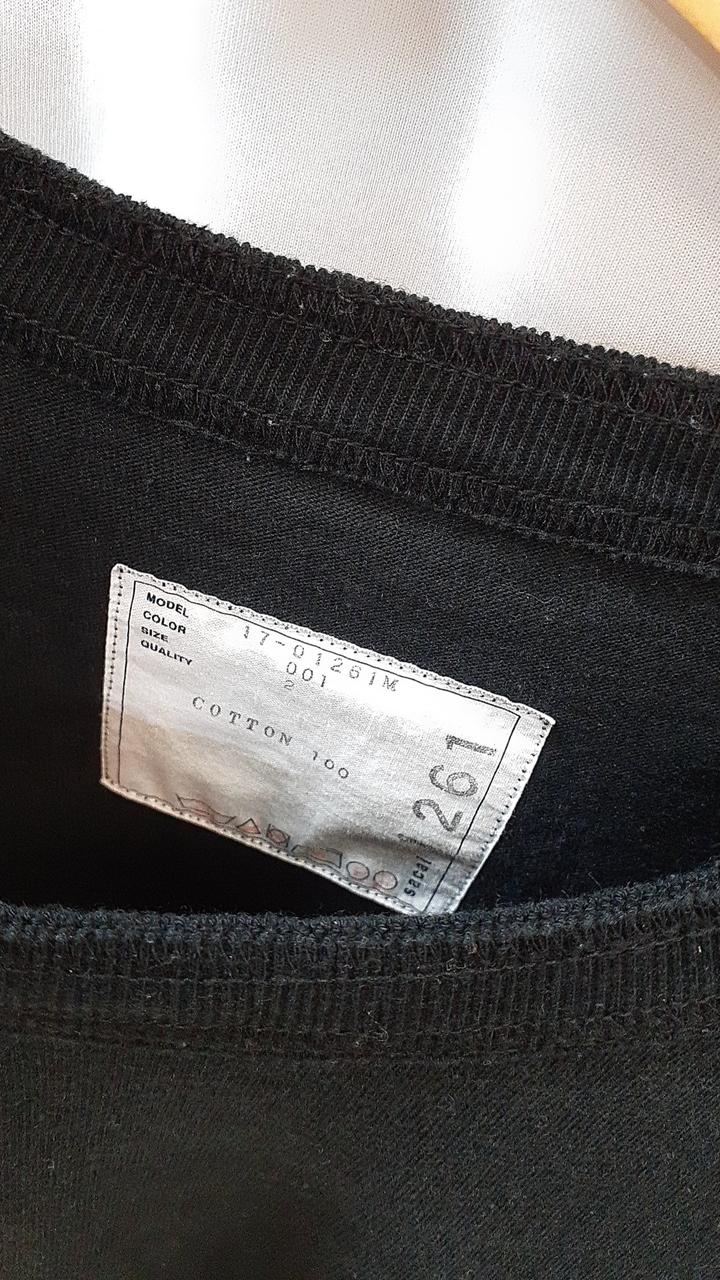 MODEL 17-01261M
COLOR 001
SIZE 2
QUALITY
COTTON 100
261
sacai